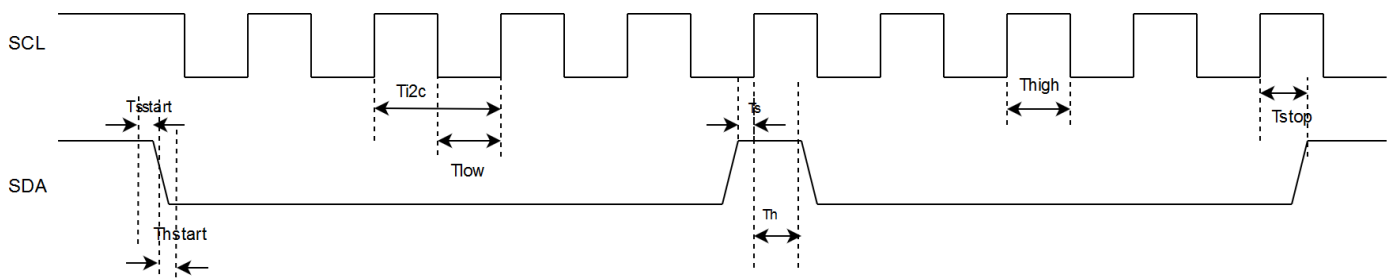 SCL
Tsstart
Ti2c
Ts
Thigh
Tstop
Tlow
SDA
Th
Thstart